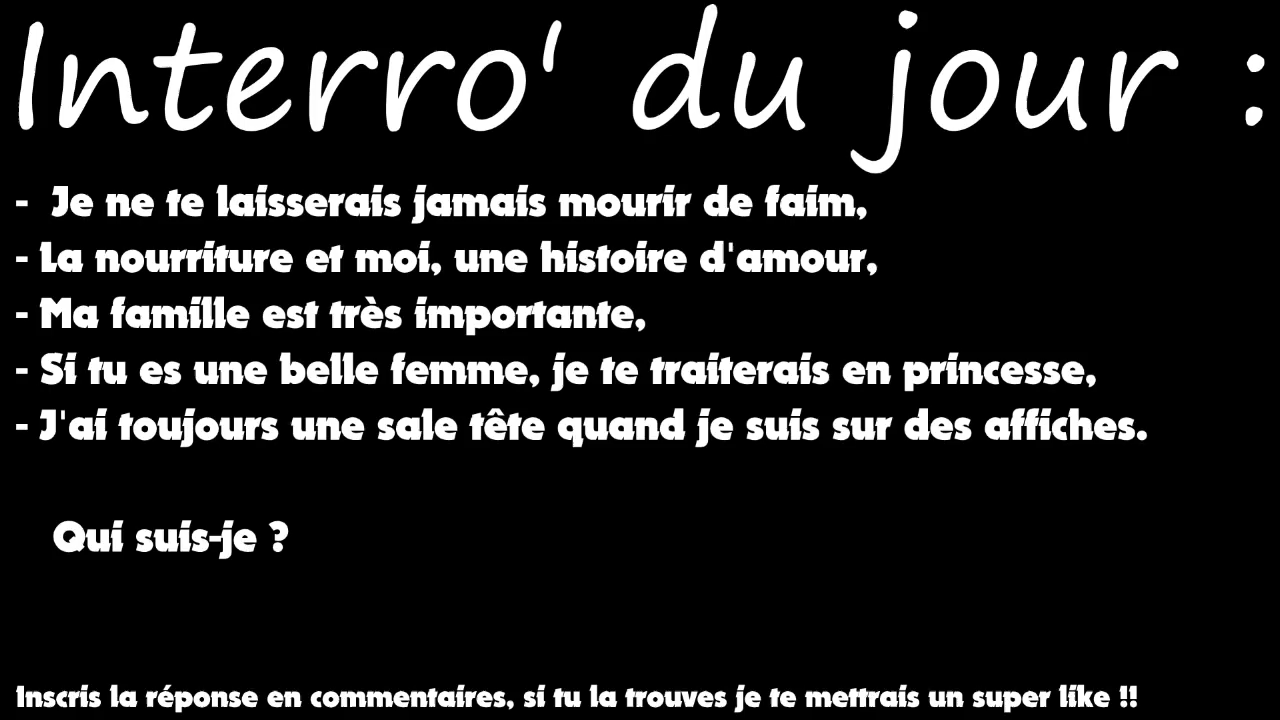 Interro' du jour :
- Je ne te laisserais jamais mourir de faim,
- La nourriture et moi, une histoire d'amour,
- Ma famille est très importante,
- Si tu es une belle femme, je te traiterais en princesse,
- J'ai toujours une sale tête quand je suis sur des affiches.
Qui suis-je ?
Inscris la réponse en commentaires, si tu la trouves je te mettrais un super like !!